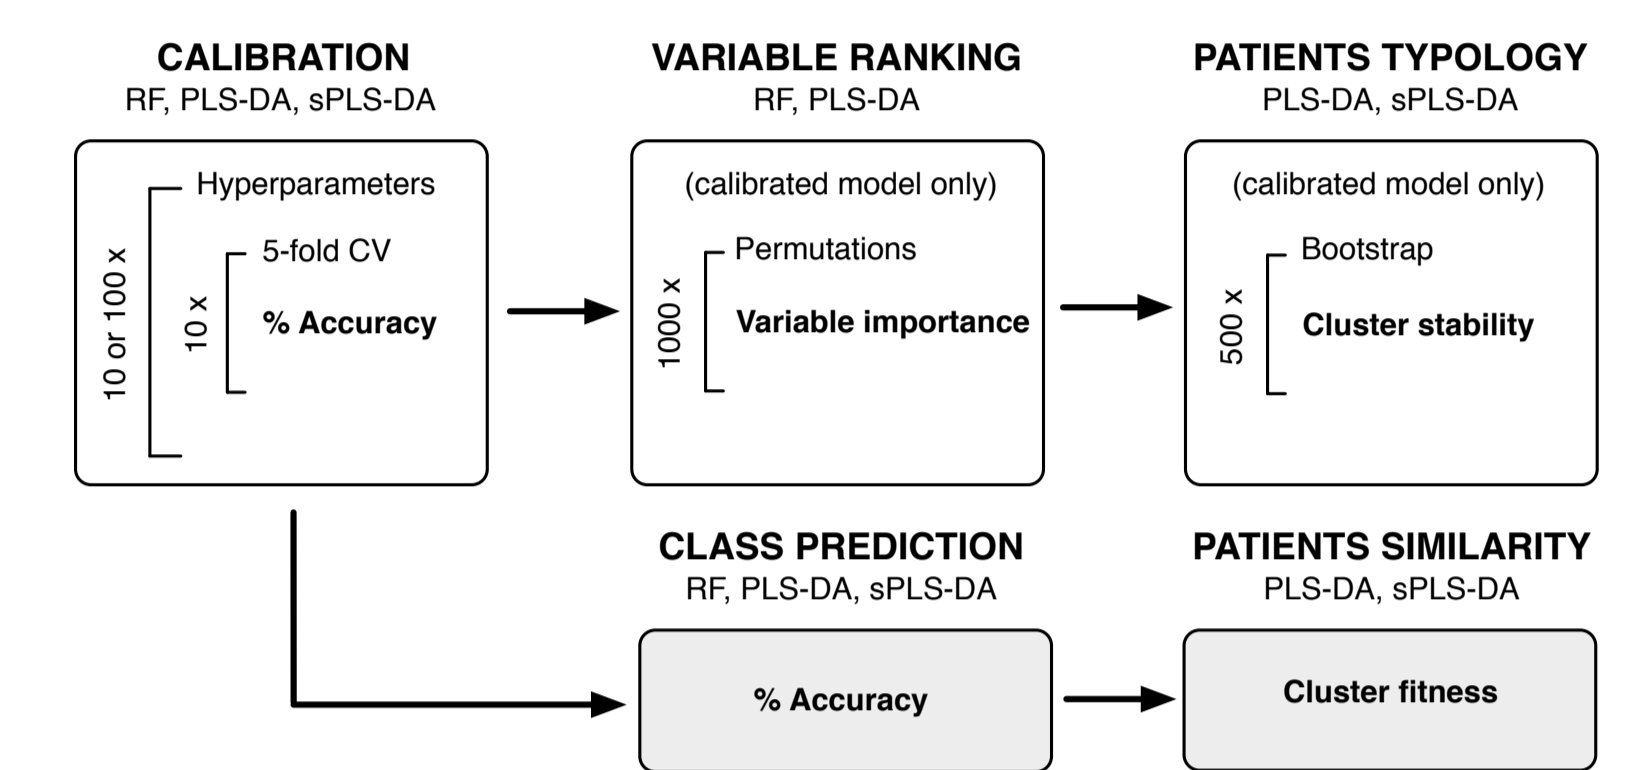 CALIBRATION
RF, PLS-DA, sPLS-DA
10 or 100 x
Hyperparameters
10 x
5-fold CV
% Accuracy
VARIABLE RANKING
RF, PLS-DA
(calibrated model only)
1000 x
Permutations
Variable importance
PATIENTS TYPOLOGY
PLS-DA, sPLS-DA
(calibrated model only)
500 x
Bootstrap
Cluster stability
CLASS PREDICTION
RF, PLS-DA, sPLS-DA
% Accuracy
PATIENTS SIMILARITY
PLS-DA, sPLS-DA
Cluster fitness